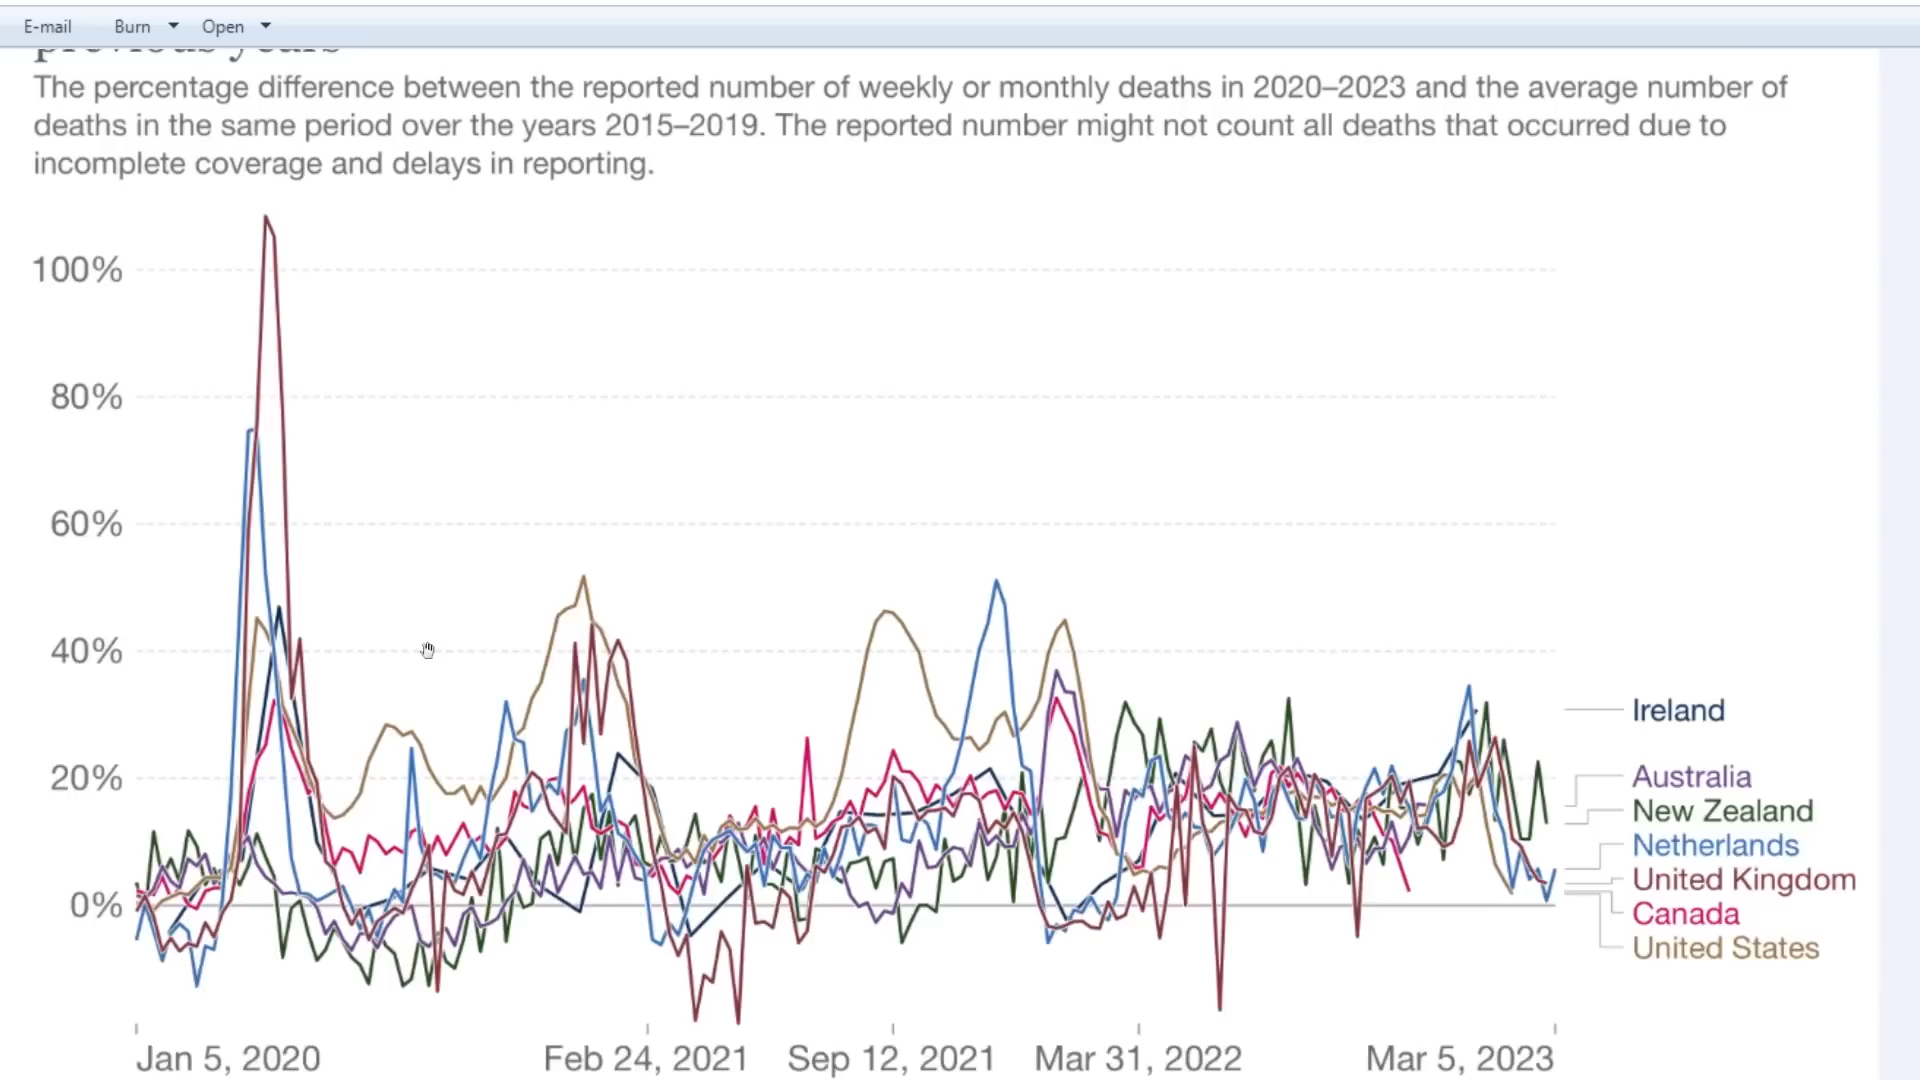 E-mail Burn Open
previous years
The percentage difference between the reported number of weekly or monthly deaths in 2020–2023 and the average number of
deaths in the same period over the years 2015–2019. The reported number might not count all deaths that occurred due to
incomplete coverage and delays in reporting.
100%
80%
60%
40%
20%
0%
Ireland
Australia
New Zealand
Netherlands
United Kingdom
Canada
United States
Jan 5, 2020 Feb 24, 2021 Sep 12, 2021 Mar 31, 2022 Mar 5, 2023